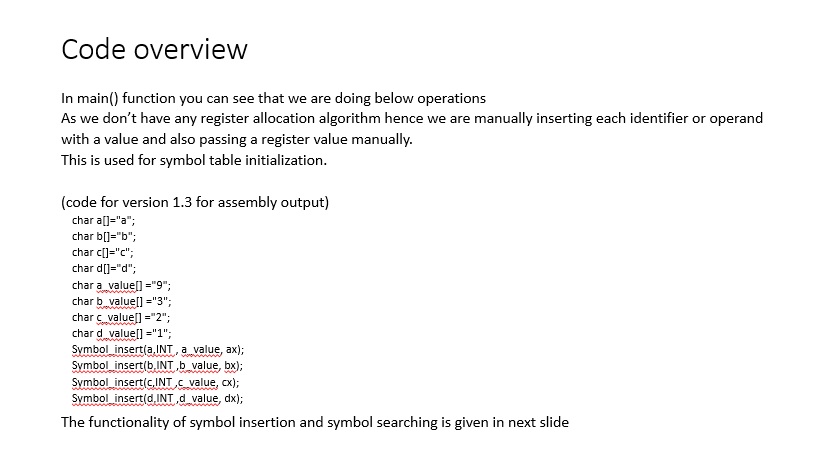 Code overview
In main() function you can see that we are doing below operations
As we don't have any register allocation algorithm hence we are manually inserting each identifier or operand
with a value and also passing a register value manually.
This is used for symbol table initialization.
(code for version 1.3 for assembly output)
char a[]="a";
char b[]="b";
char c[]="c";
char d[]="d";
char a_value[] ="9";
char b_value[] ="3";
char c_value[] ="2";
char d_value[] ="1";
Symbol_insert(a,INT , a_value, ax);
Symbol_insert(b,INT ,b_value, bx);
Symbol_insert(c,INT ,c_value, cx);
Symbol_insert(d,INT ,d_value, dx);
The functionality of symbol insertion and symbol searching is given in next slide